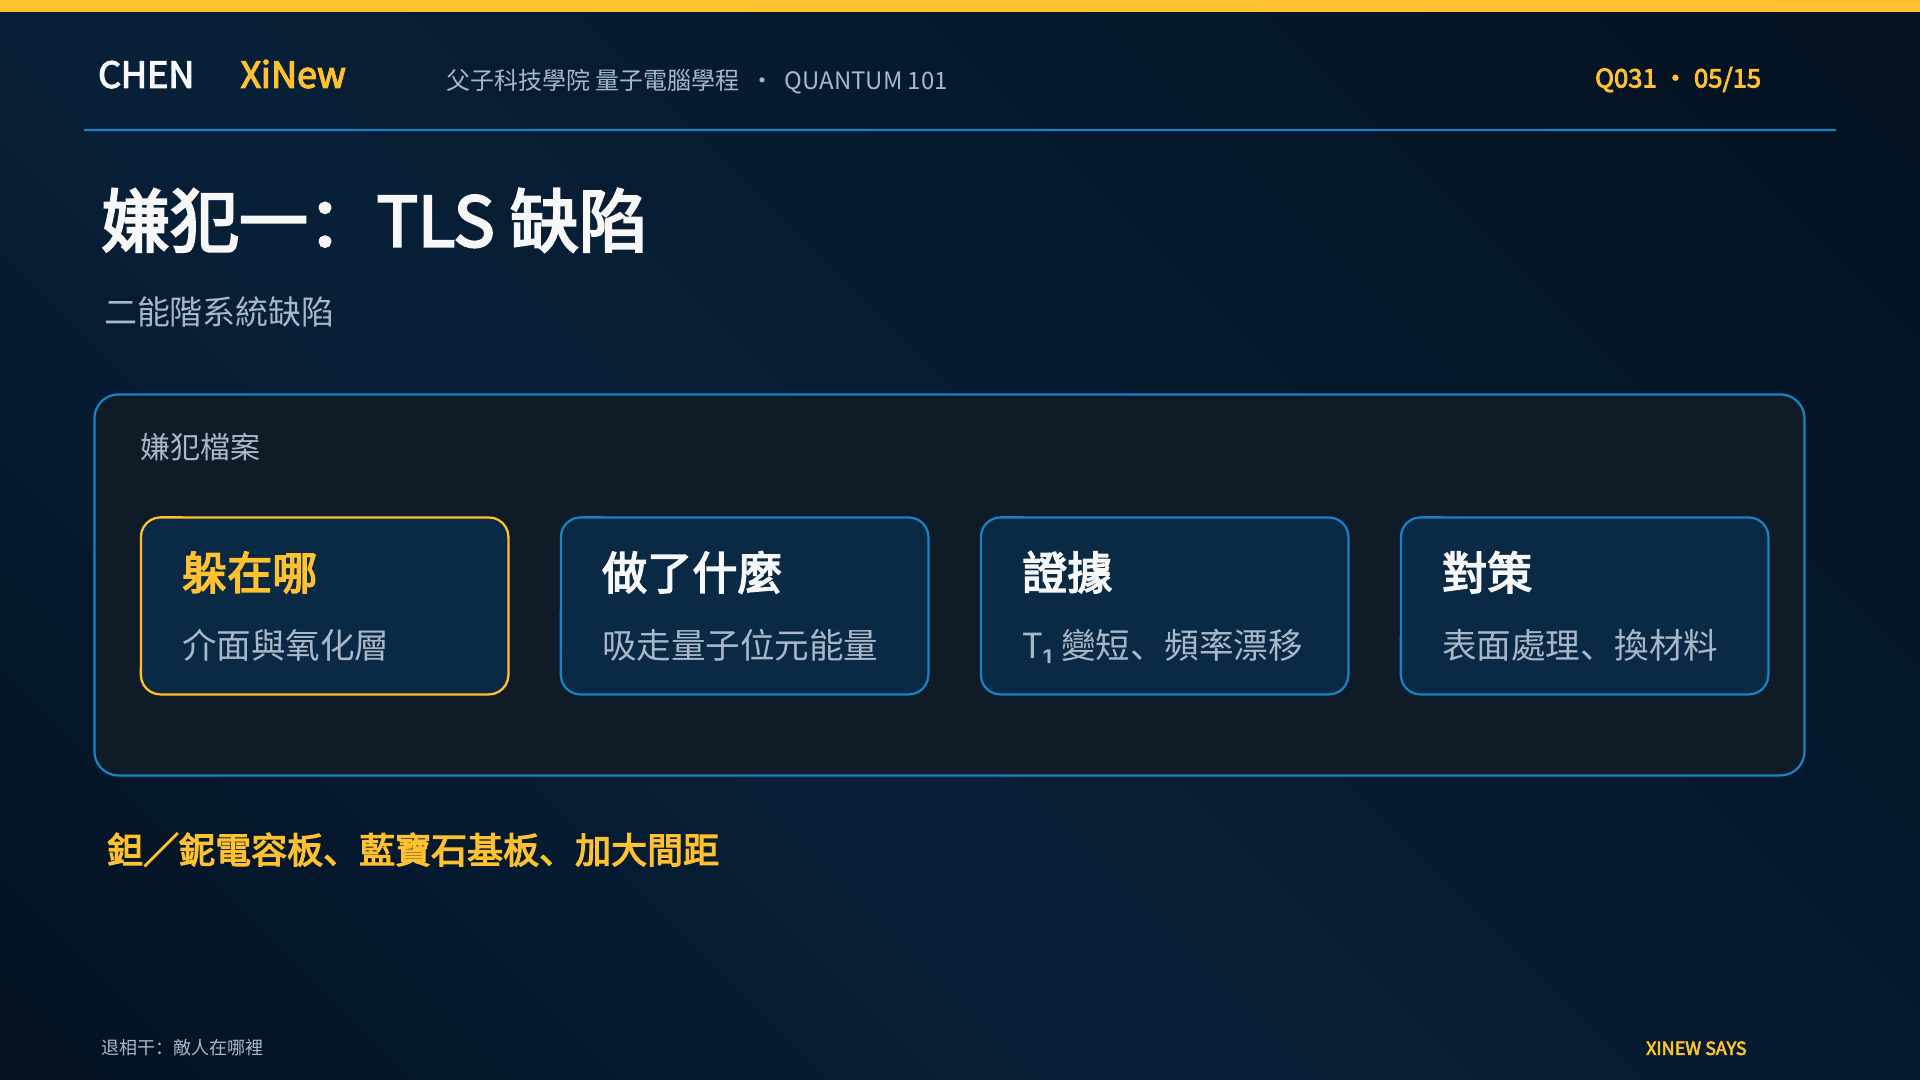 CHEN XiNew 父子科技學院 量子電腦學程 · QUANTUM 101 Q031 · 05/15
嫌犯一：TLS 缺陷
二能階系統缺陷
嫌犯檔案
躲在哪
介面與氧化層
做了什麼
吸走量子位元能量
證據
T₁ 變短、頻率漂移
對策
表面處理、換材料
鉭／鈮電容板、藍寶石基板、加大間距
退相干：敵人在哪裡
XINEW SAYS